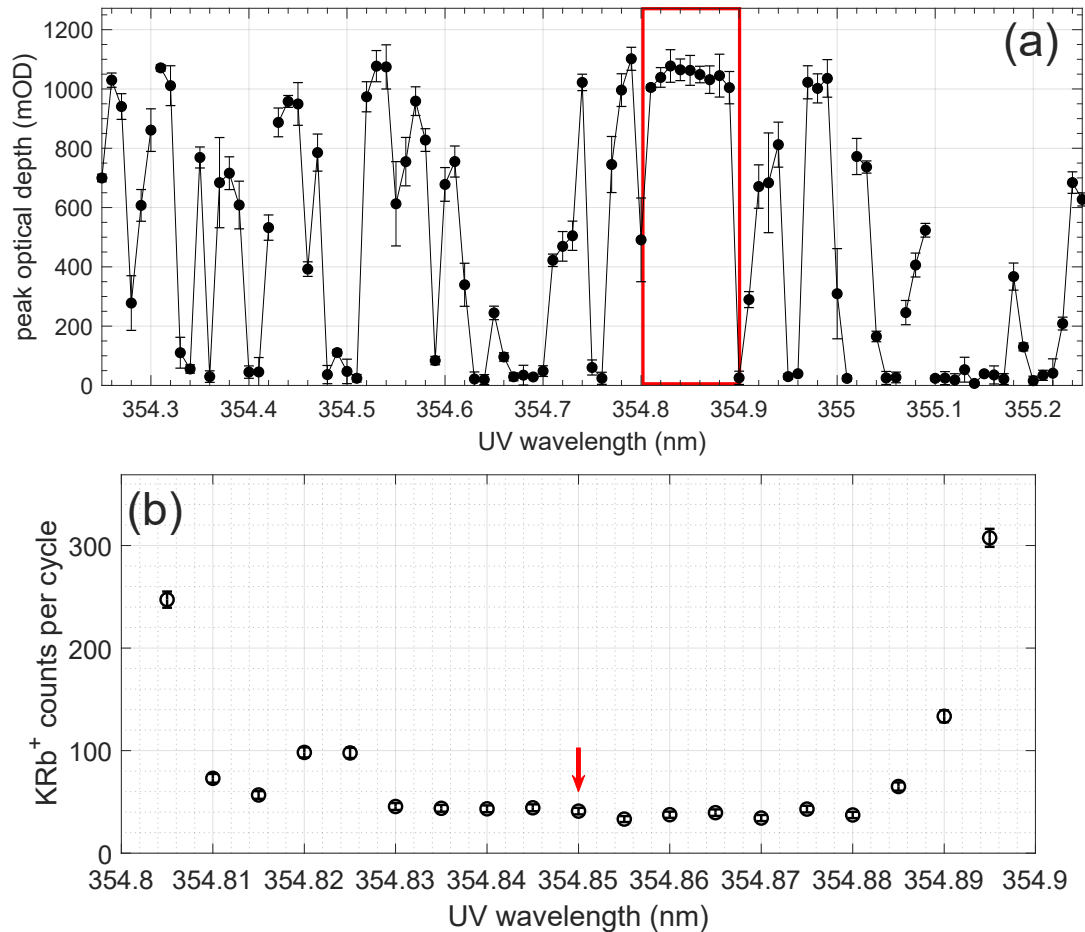 (a)
peak optical depth (mOD)
1200
1000
800
600
400
200
0
354.3 354.4 354.5 354.6 354.7 354.8 354.9 355 355.1 355.2
UV wavelength (nm)
(b)
KRb+ counts per cycle
300
200
100
0
354.8 354.81 354.82 354.83 354.84 354.85 354.86 354.87 354.88 354.89 354.9
UV wavelength (nm)